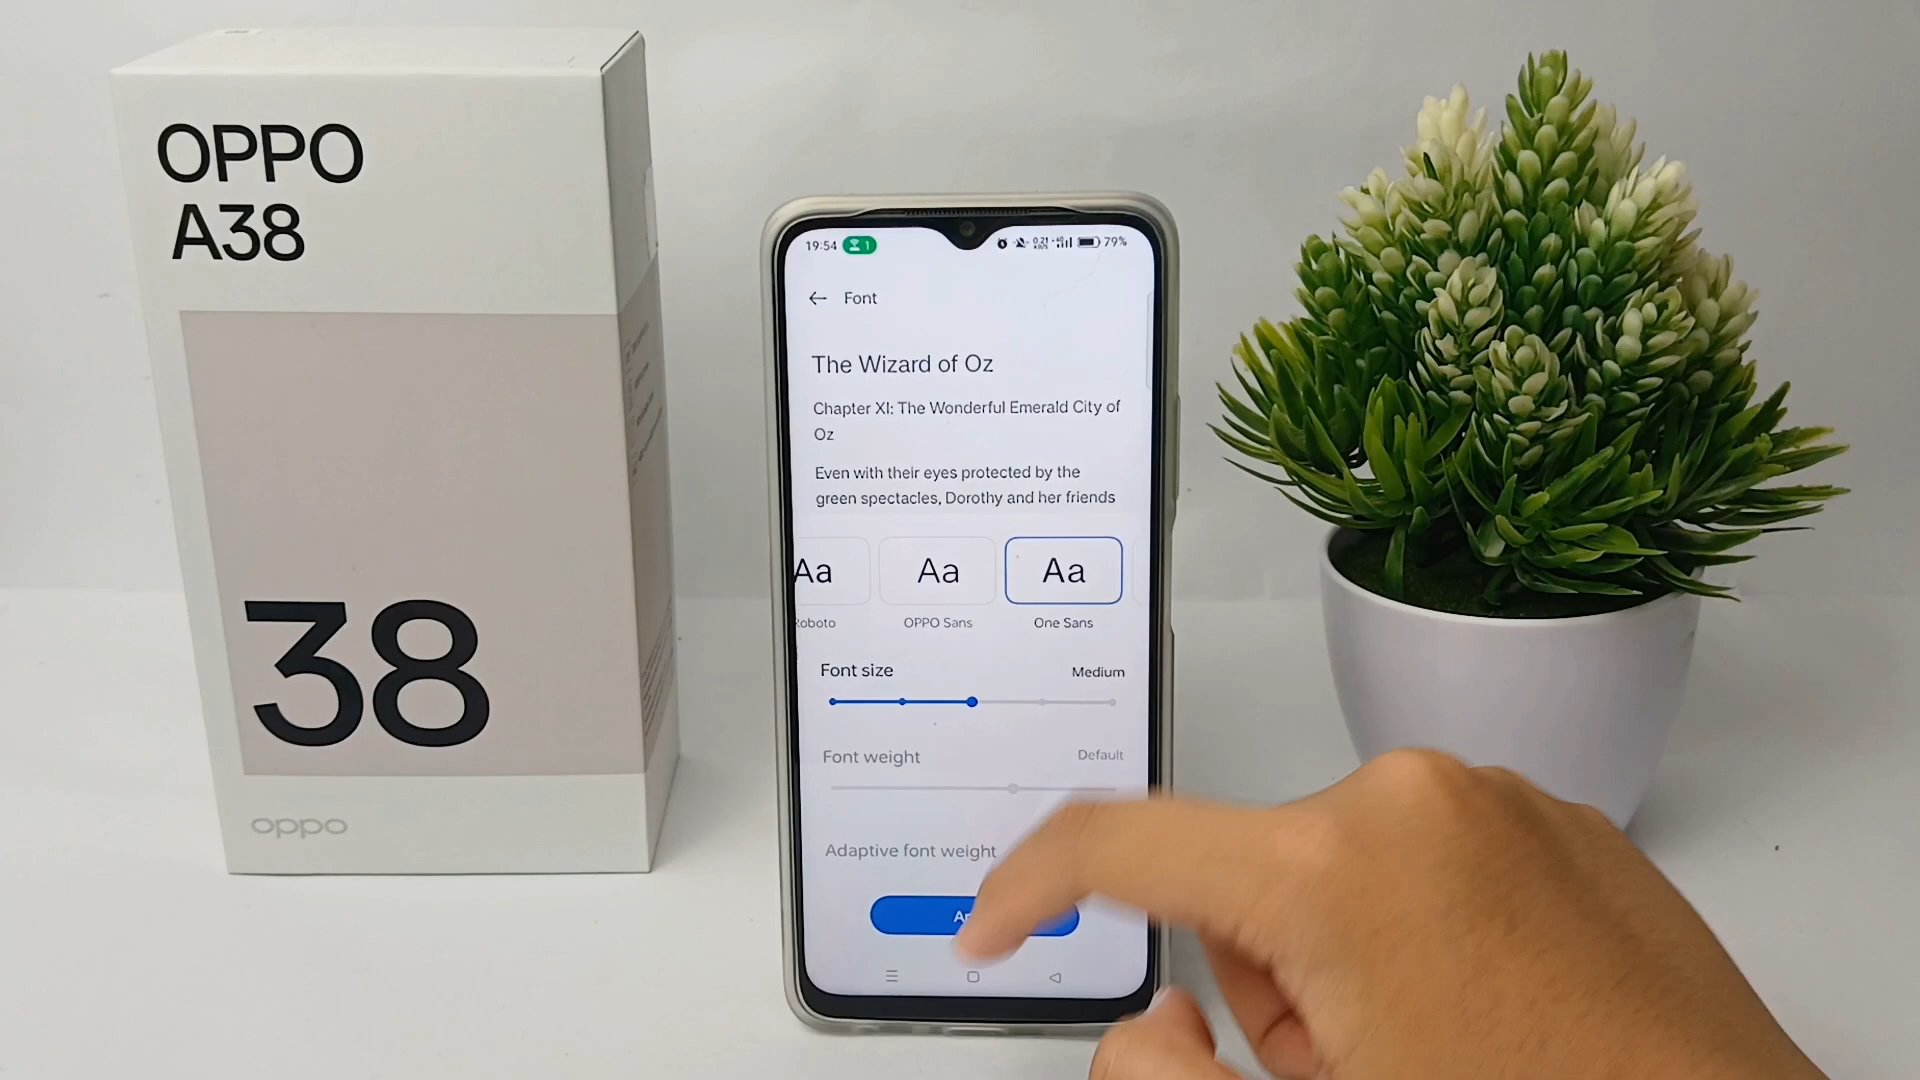 OPPO
A38
38
oppo
19:54
1
79%
Font
The Wizard of Oz
Chapter XI: The Wonderful Emerald City of
Oz
Even with their eyes protected by the
green spectacles, Dorothy and her friends
Aa
Aa
Aa
OPPO Sans
One Sans
Font size
Medium
Font weight
Default
Adaptive font weight